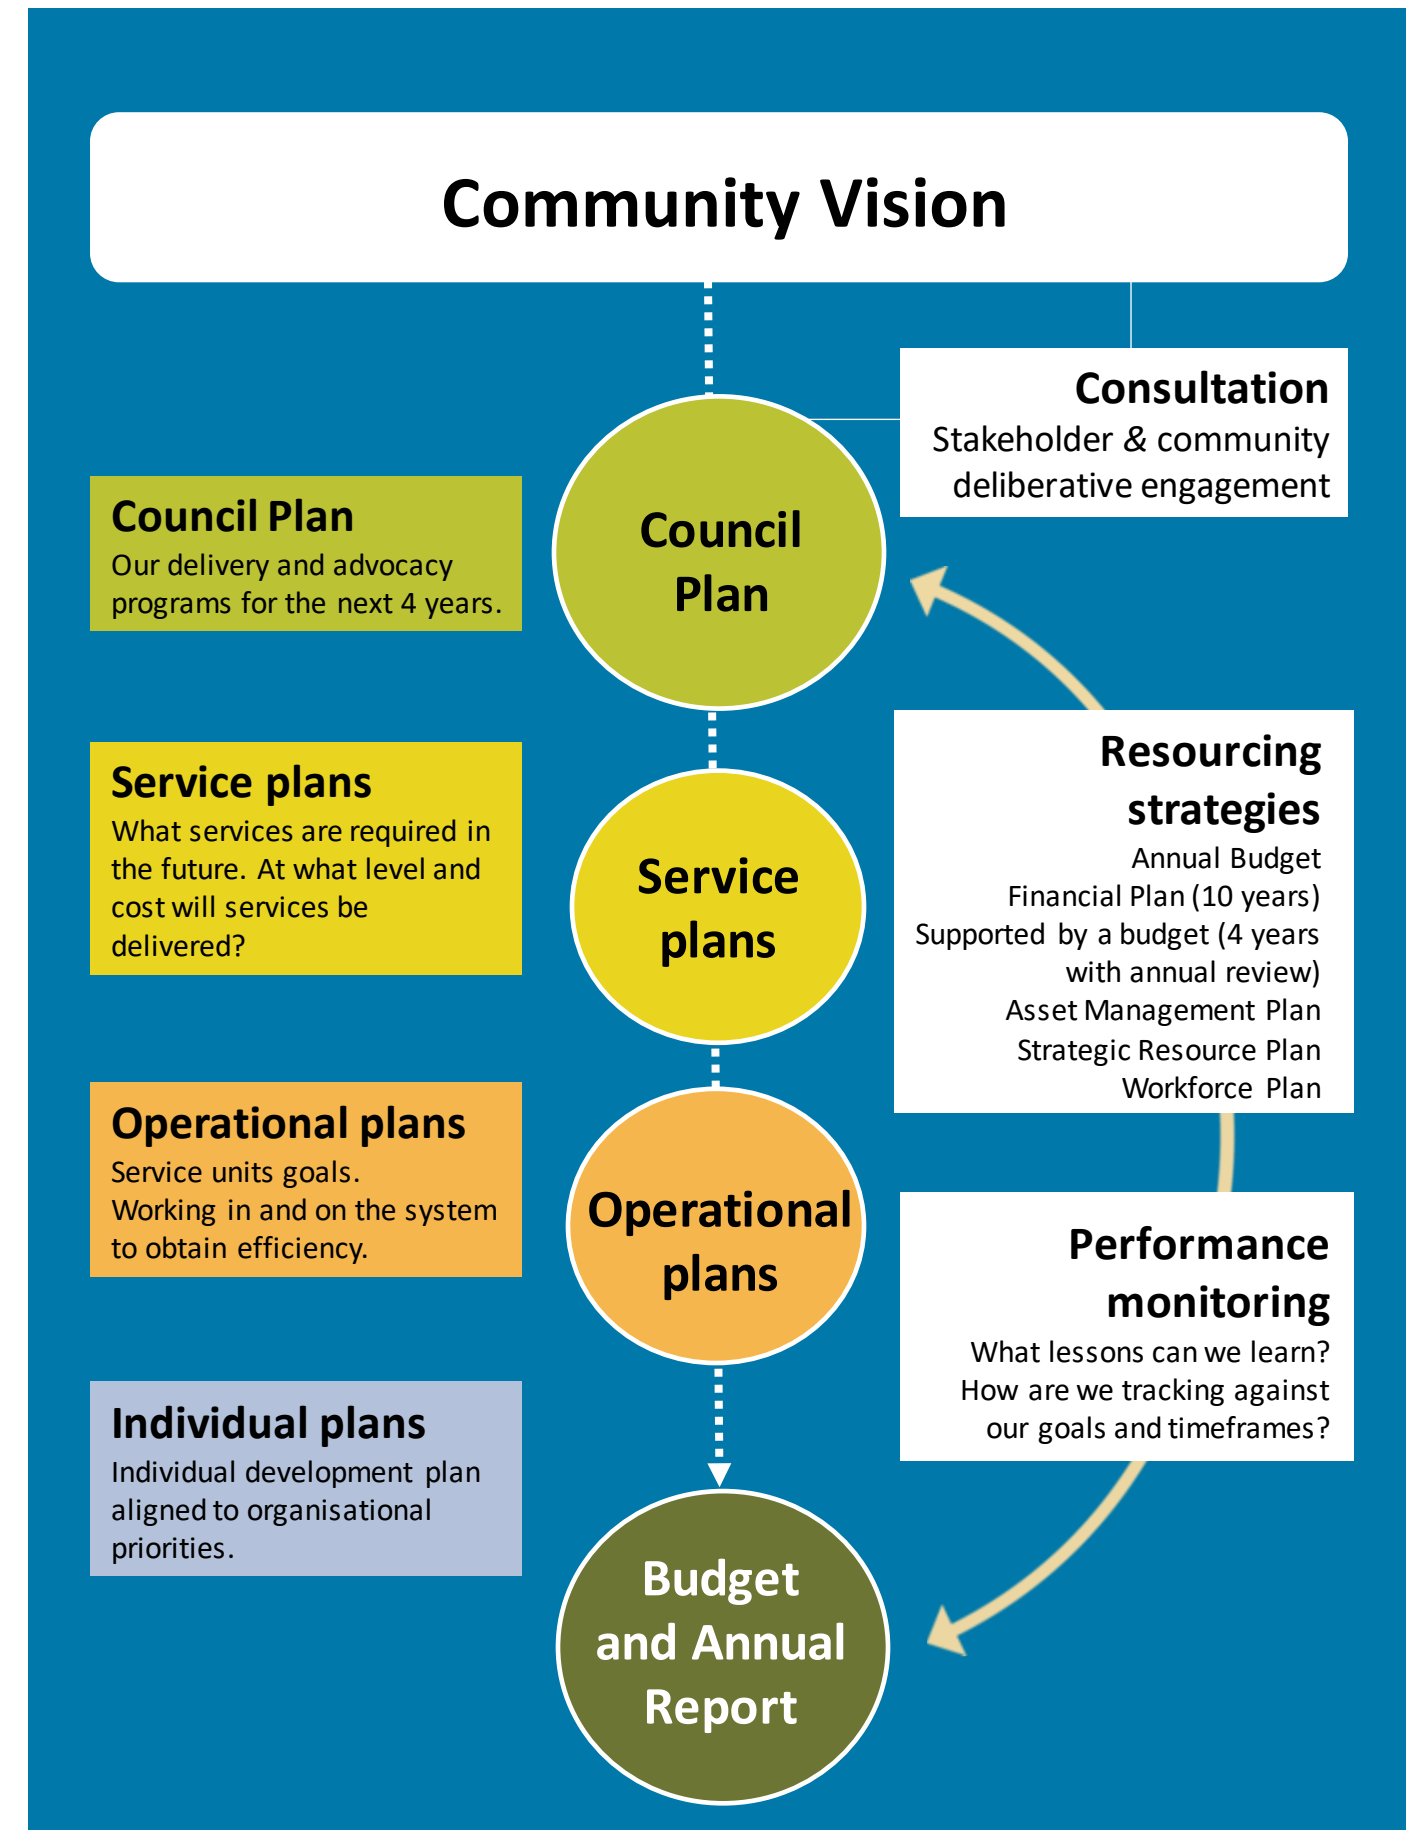 Community Vision
Consultation
Stakeholder & community
deliberative engagement
Council
Plan
Council Plan
Our delivery and advocacy
programs for the next 4 years.
Resourcing
strategies
Annual Budget
Financial Plan (10 years)
Supported by a budget (4 years
with annual review)
Asset Management Plan
Strategic Resource Plan
Workforce Plan
Service plans
What services are required in
the future. At what level and
cost will services be
delivered?
Service
plans
Operational plans
Service units goals.
Working in and on the system
to obtain efficiency.
Operational
plans
Performance
monitoring
What lessons can we learn?
How are we tracking against
our goals and timeframes?
Individual plans
Individual development plan
aligned to organisational
priorities.
Budget
and Annual
Report